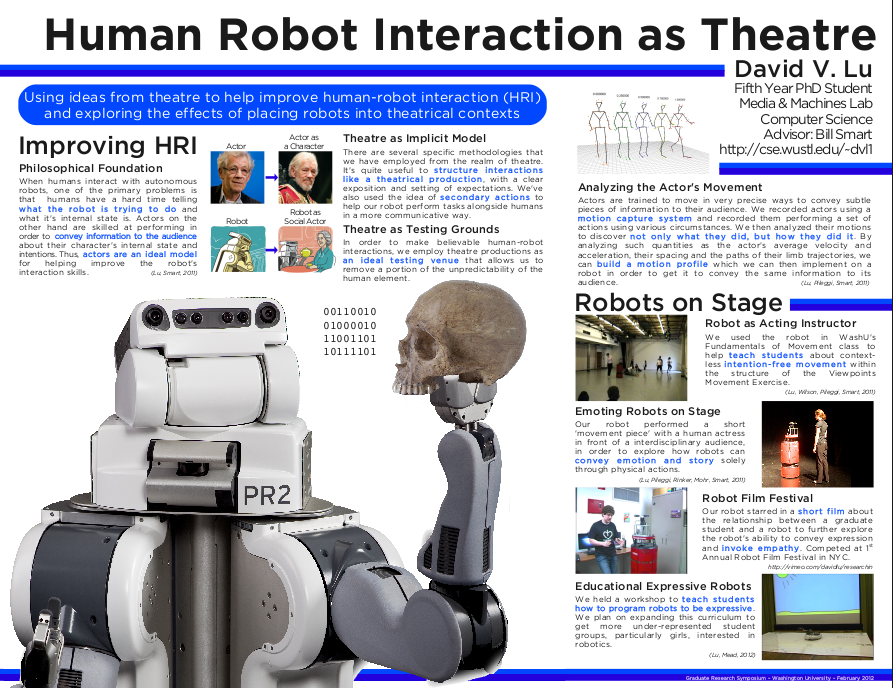 Human Robot Interaction as Theatre
David V. Lu
Fifth Year PhD Student
Media & Machines Lab
Computer Science
Advisor: Bill Smart
http://cse.wustl.edu/~dvl1
Using ideas from theatre to help improve human-robot interaction (HRI)
and exploring the effects of placing robots into theatrical contexts
Improving HRI
Philosophical Foundation
When humans interact with autonomous
robots, one of the primary problems is
that humans have a hard time telling
what the robot is trying to do and
what it's internal state is. Actors on the
other hand are skilled at performing in
order to convey information to the audience
about their character's internal state and
intentions. Thus, actors are an ideal model
for helping improve the robot's
interaction skills.
(Lu, Smart, 2011)
Actor
Actor as
a Character
Robot
Robot as
Social Actor
Theatre as Implicit Model
There are several specific methodologies that
we have employed from the realm of theatre.
It's quite useful to structure interactions
like a theatrical production, with a clear
exposition and setting of expectations. We've
also used the idea of secondary actions to
help our robot perform tasks alongside humans
in a more communicative way.
Theatre as Testing Grounds
In order to make believable human-robot
interactions, we employ theatre productions as
an ideal testing venue that allows us to
remove a portion of the unpredictability of the
human element.
00110010
01000010
11001101
10111101
PR2
Analyzing the Actor's Movement
Actors are trained to move in very precise ways to convey subtle
pieces of information to their audience. We recorded actors using a
motion capture system and recorded them performing a set of
actions using various circumstances. We then analyzed their motions
to discover not only what they did, but how they did it. By
analyzing such quantities as the actor's average velocity and
acceleration, their spacing and the paths of their limb trajectories, we
can build a motion profile which we can then implement on a
robot in order to get it to convey the same information to its
audience.
(Lu, Pileggi, Smart, 2011)
Robots on Stage
Robot as Acting Instructor
We used the robot in WashU's
Fundamentals of Movement class to
help teach students about context-
less intention-free movement within
the structure of the Viewpoints
Movement Exercise.
(Lu, Wilson, Pileggi, Smart, 2011)
Emoting Robots on Stage
Our robot performed a short
'movement piece' with a human actress
in front of a interdisciplinary audience,
in order to explore how robots can
convey emotion and story solely
through physical actions.
(Lu, Pileggi, Rinker, Mohr, Smart, 2011)
Robot Film Festival
Our robot starred in a short film about
the relationship between a graduate
student and a robot to further explore
the robot's ability to convey expression
and invoke empathy. Competed at 1st
Annual Robot Film Festival in NYC.
http://vimeo.com/davidlu/researchin
Educational Expressive Robots
We held a workshop to teach students
how to program robots to be expressive.
We plan on expanding this curriculum to
get more under-represented student
groups, particularly girls, interested in
robotics.
(Lu, Mead, 2012)
Graduate Research Symposium - Washington University - February 2012